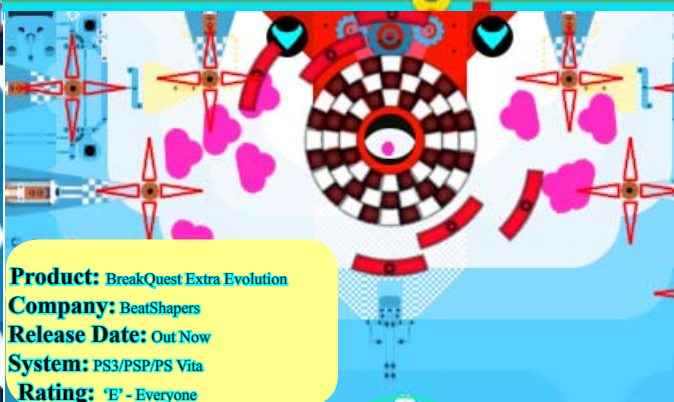 Product: BreakQuest Extra Evolution
Company: BeatShapers
Release Date: Out Now
System: PS3/PSP/PS Vita
Rating: ‘E’ - Everyone